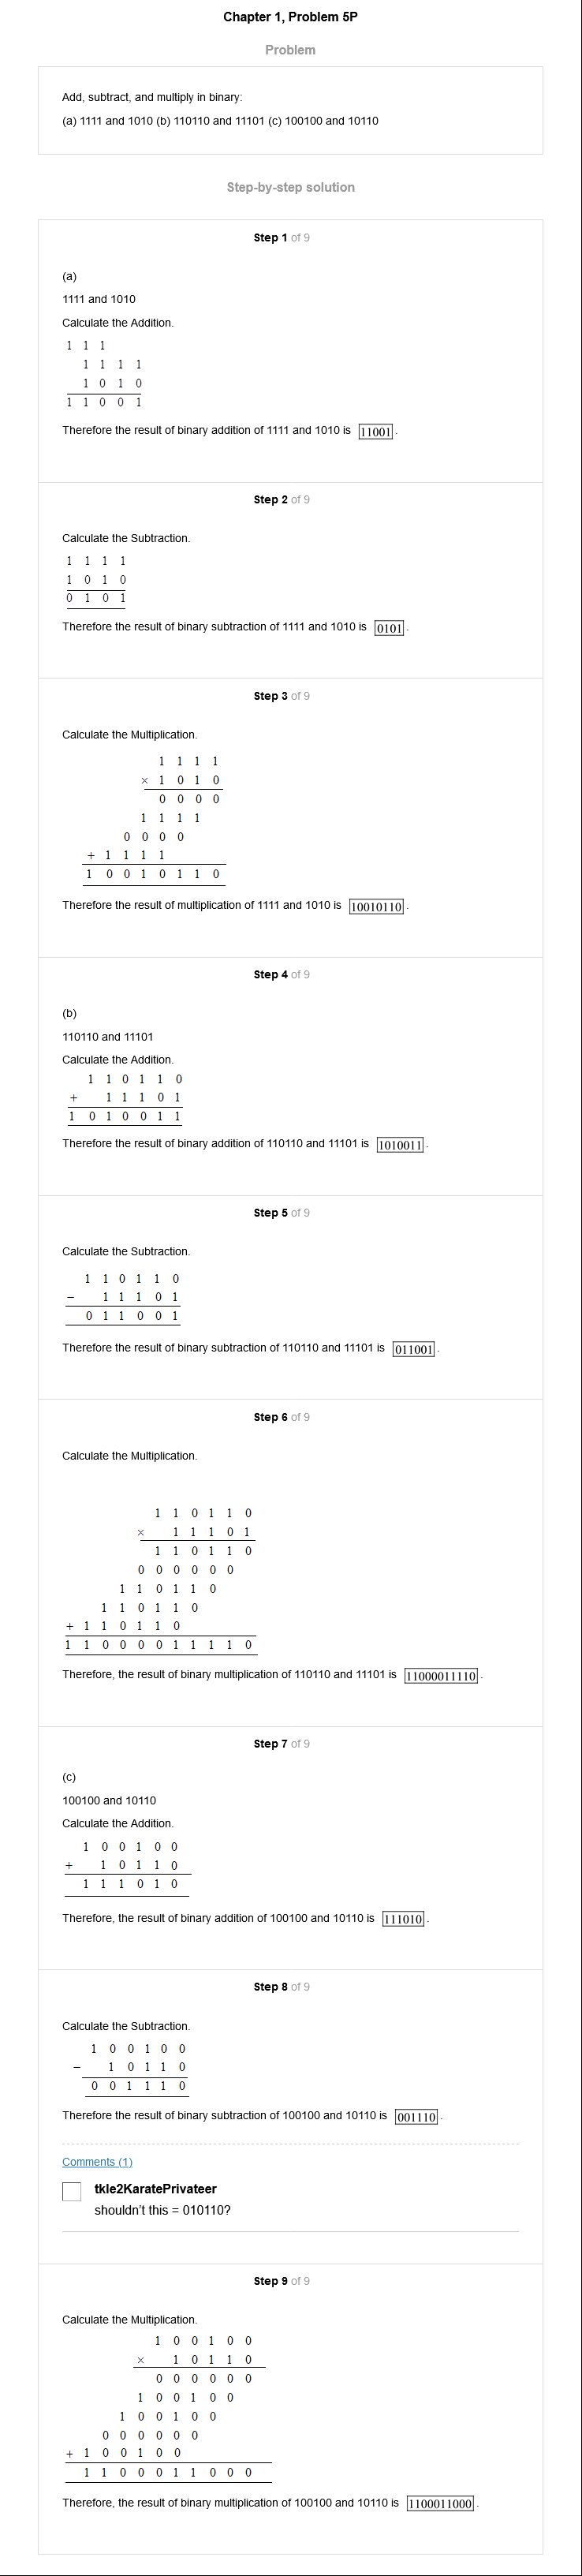 Chapter 1, Problem 5P
Problem
Add, subtract, and multiply in binary:
(a) 1111 and 1010 (b) 110110 and 11101 (c) 100100 and 10110
Step-by-step solution
Step 1 of 9
(a)
1111 and 1010
Calculate the Addition.
1 1 1
1 1 1 1
1 0 1 0
1 1 0 0 1
Therefore the result of binary addition of 1111 and 1010 is 11001.
Step 2 of 9
Calculate the Subtraction.
1 1 1 1
1 0 1 0
0 1 0 1
Therefore the result of binary subtraction of 1111 and 1010 is 0101.
Step 3 of 9
Calculate the Multiplication.
1 1 1 1
× 1 0 1 0
0 0 0 0
1 1 1 1
0 0 0 0
+ 1 1 1 1
1 0 0 1 0 1 1 0
Therefore the result of multiplication of 1111 and 1010 is 10010110.
Step 4 of 9
(b)
110110 and 11101
Calculate the Addition.
1 1 0 1 1 0
+ 1 1 1 0 1
1 0 1 0 0 1 1
Therefore the result of binary addition of 110110 and 11101 is 1010011.
Step 5 of 9
Calculate the Subtraction.
1 1 0 1 1 0
− 1 1 1 0 1
0 1 1 0 0 1
Therefore the result of binary subtraction of 110110 and 11101 is 011001.
Step 6 of 9
Calculate the Multiplication.
1 1 0 1 1 0
× 1 1 1 0 1
1 1 0 1 1 0
0 0 0 0 0 0
1 1 0 1 1 0
1 1 0 1 1 0
+ 1 1 0 1 1 0
1 1 0 0 0 0 1 1 1 1 0
Therefore, the result of binary multiplication of 110110 and 11101 is 11000011110.
Step 7 of 9
(c)
100100 and 10110
Calculate the Addition.
1 0 0 1 0 0
+ 1 0 1 1 0
1 1 1 0 1 0
Therefore, the result of binary addition of 100100 and 10110 is 111010.
Step 8 of 9
Calculate the Subtraction.
1 0 0 1 0 0
− 1 0 1 1 0
0 0 1 1 1 0
Therefore the result of binary subtraction of 100100 and 10110 is 001110.
Comments (1)
tkle2KaratePrivateer
shouldn't this = 010110?
Step 9 of 9
Calculate the Multiplication.
1 0 0 1 0 0
× 1 0 1 1 0
0 0 0 0 0 0
1 0 0 1 0 0
1 0 0 1 0 0
0 0 0 0 0 0
+ 1 0 0 1 0 0
1 1 0 0 0 1 1 0 0 0
Therefore, the result of binary multiplication of 100100 and 10110 is 1100011000.